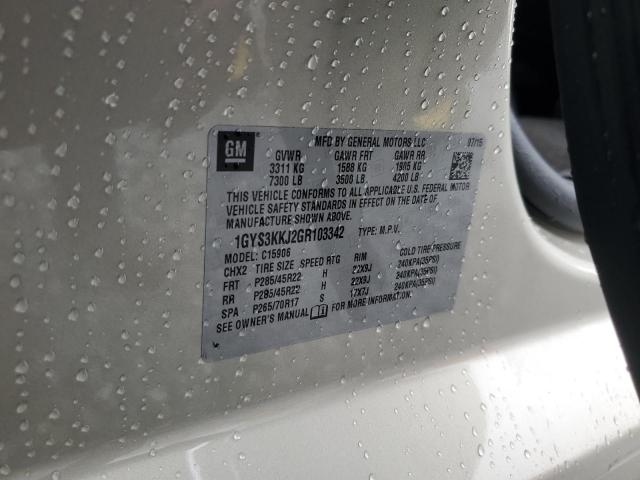 GM
MFD BY GENERAL MOTORS LLC 07/15
GVWR GAWR FRT GAWR RR
3311 KG 1588 KG 1905 KG
7300 LB 3500 LB 4200 LB
THIS VEHICLE CONFORMS TO ALL APPLICABLE U.S. FEDERAL MOTOR
VEHICLE SAFETY STANDARDS IN EFFECT ON THE DATE OF
MANUFACTURE SHOWN ABOVE.
1GYS3KKJ2GR103342 TYPE: M.P.V.
MODEL: C15906
CHX2 TIRE SIZE SPEED RTG RIM COLD TIRE PRESSURE
FRT P285/45R22 H 22X9J 240KPA(35PSI)
RR P285/45R22 H 22X9J 240KPA(35PSI)
SPA P265/70R17 S 17X7J 240KPA(35PSI)
SEE OWNER'S MANUAL FOR MORE INFORMATION.